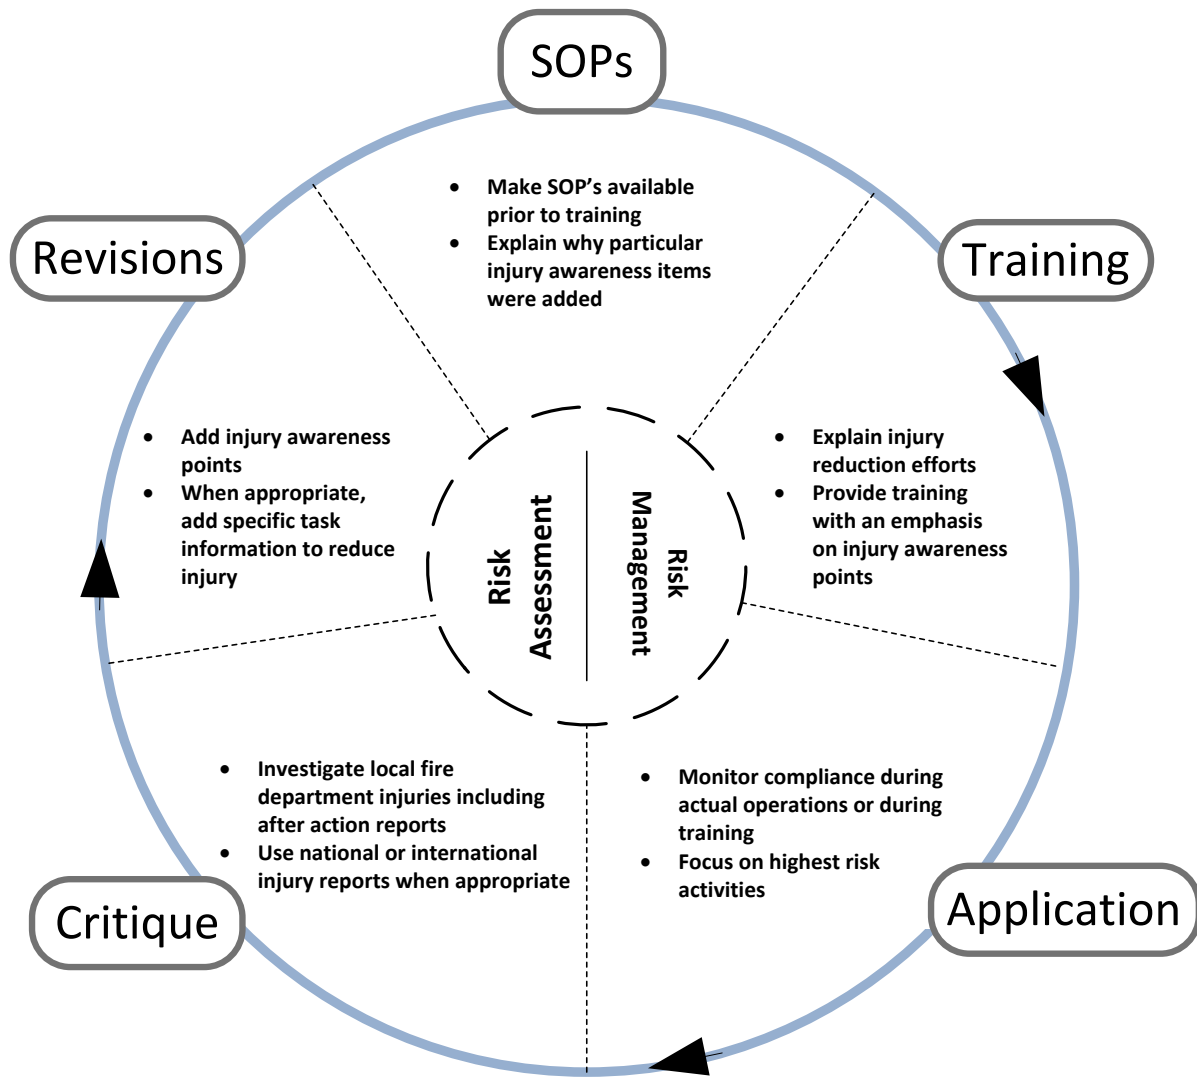 SOPs
• Make SOP's available
prior to training
• Explain why particular
injury awareness items
were added
Revisions
Training
• Add injury awareness
points
• When appropriate,
add specific task
information to reduce
injury
Risk
Assessment
Risk
Management
• Explain injury
reduction efforts
• Provide training
with an emphasis
on injury awareness
points
• Investigate local fire
department injuries including
after action reports
• Use national or international
injury reports when appropriate
• Monitor compliance during
actual operations or during
training
• Focus on highest risk
activities
Critique
Application